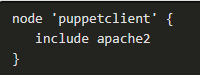 node 'puppetclient' {
   include apache2
}